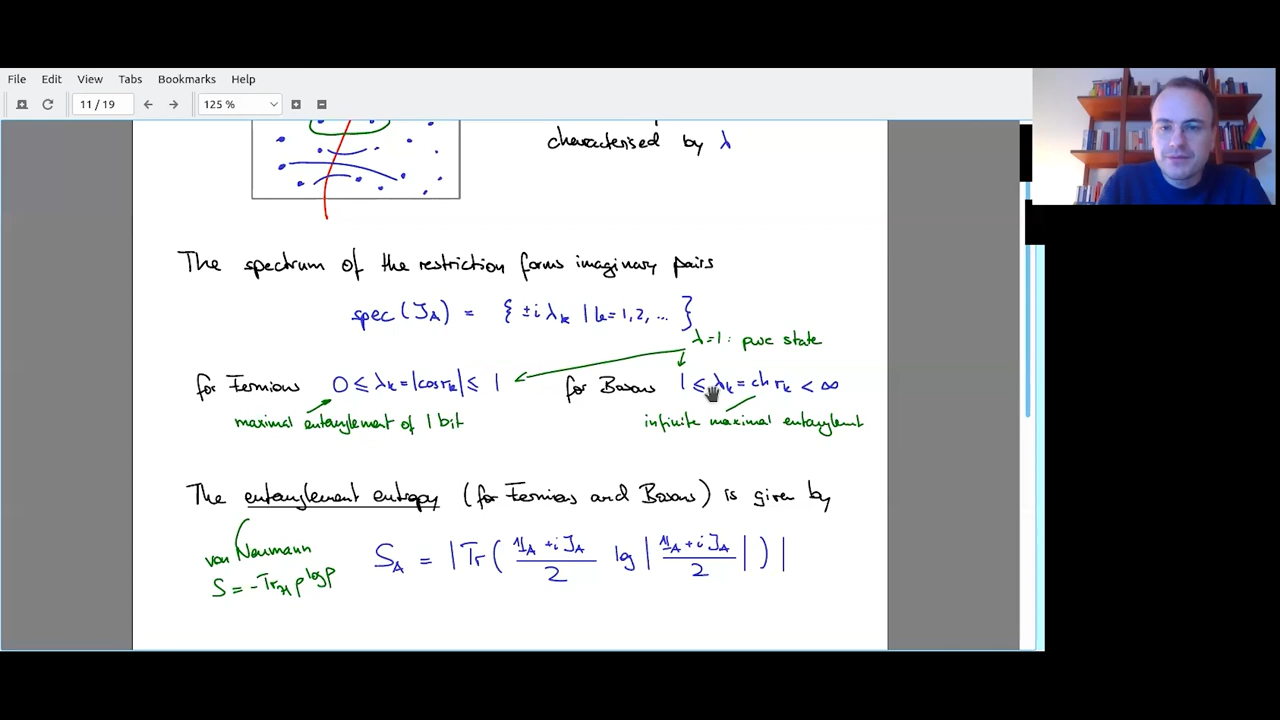 File Edit View Tabs Bookmarks Help
11 / 19 125 %
characterised by λ
The spectrum of the restriction forms imaginary pairs
spec(J_A) = { ±i λ_k | k=1,2, ... }
λ=1: pure state
for Fermions 0 ≤ λ_k = |cos r_k| ≤ 1 for Bosons 1 ≤ λ_k = ch r_k < ∞
maximal entanglement of 1 bit infinite maximal entanglement
The entanglement entropy (for Fermions and Bosons) is given by
von Neumann
S_A = | Tr ( (𝟙_A + i J_A)/2 log | (𝟙_A + i J_A)/2 | ) |
S = -Tr_H ρ log ρ